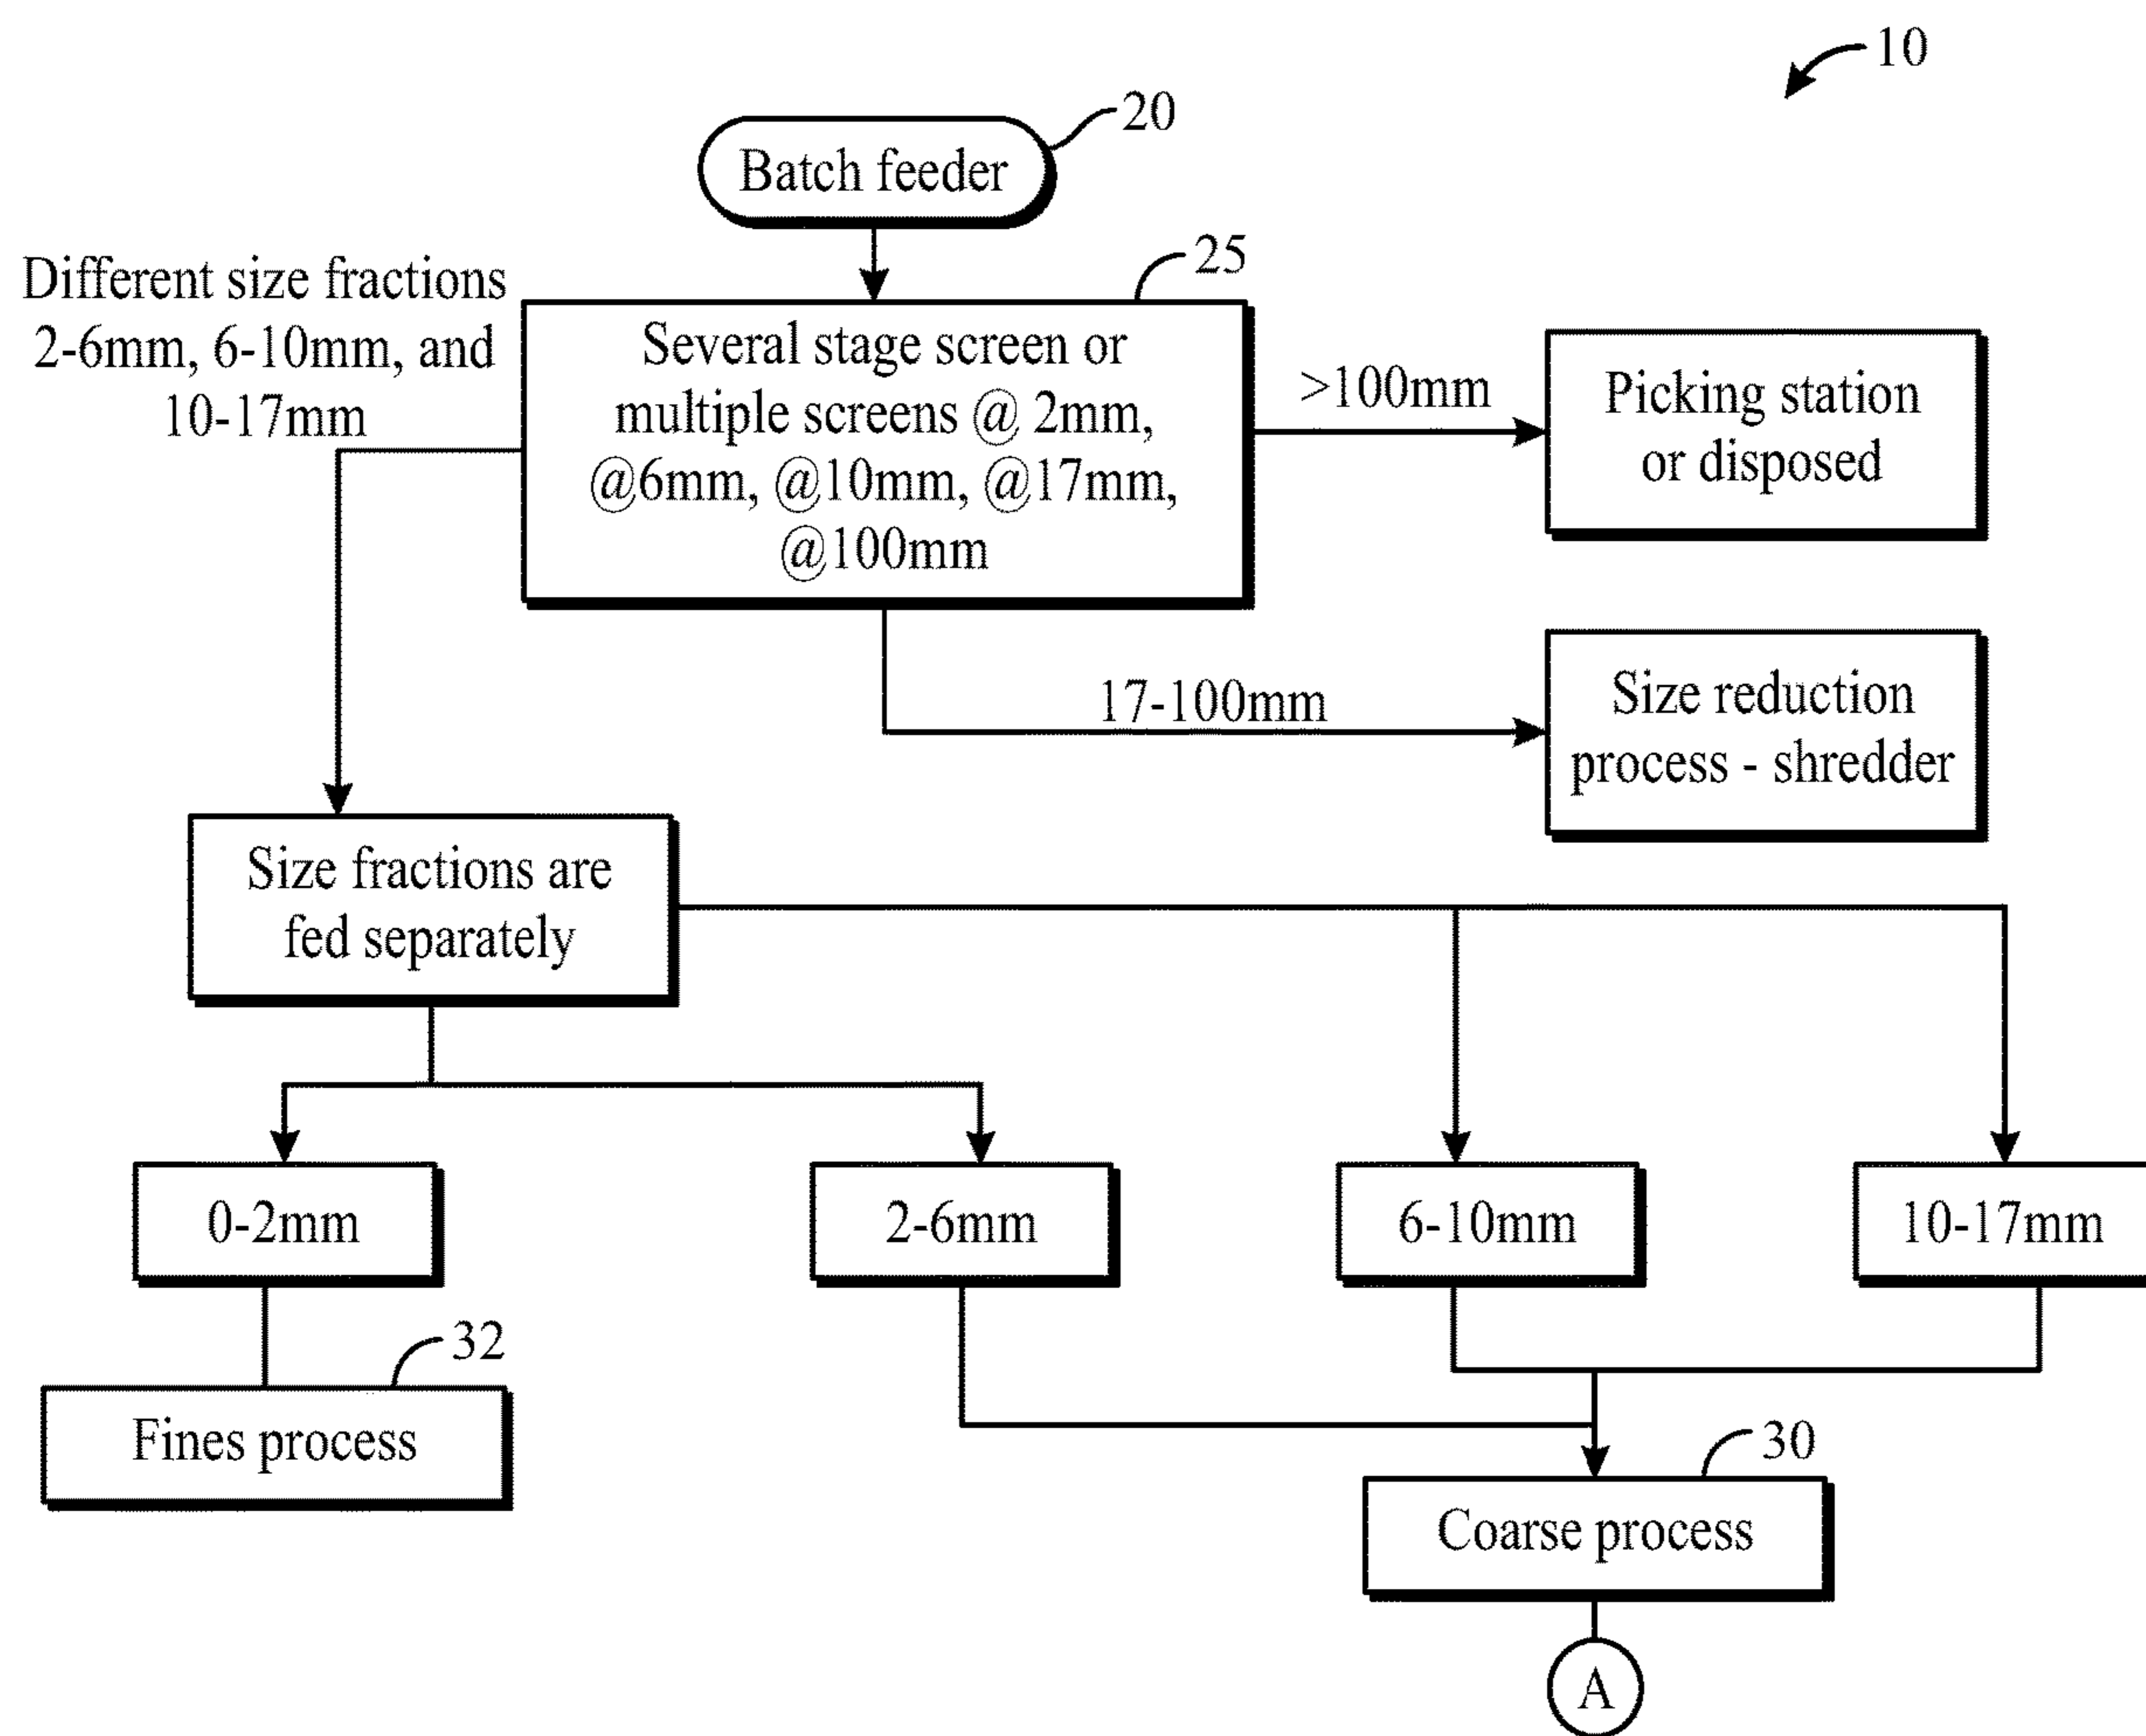 10
20
Batch feeder
Different size fractions
2-6mm, 6-10mm, and
10-17mm
25
Several stage screen or
multiple screens @ 2mm,
@6mm, @10mm, @17mm,
@100mm
>100mm
Picking station
or disposed
17-100mm
Size reduction
process - shredder
Size fractions are
fed separately
0-2mm
2-6mm
6-10mm
10-17mm
32
Fines process
30
Coarse process
A